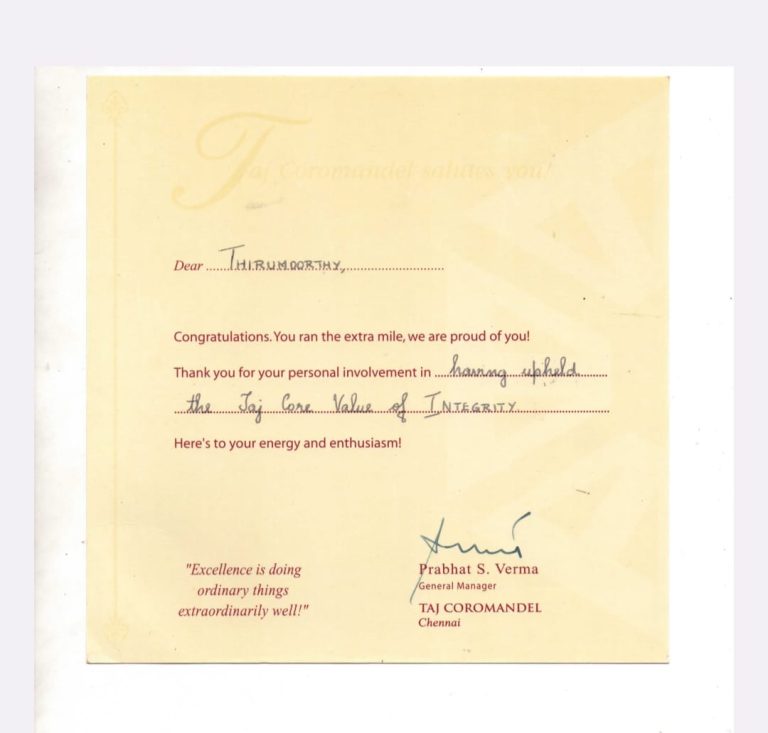 Taj Coromandel salutes you!
Dear ....THIRUMOORTHY,..........................
Congratulations. You ran the extra mile, we are proud of you!
Thank you for your personal involvement in ....having upheld..........
....the Taj Core Value of INTEGRITY..........................
Here's to your energy and enthusiasm!
"Excellence is doing
ordinary things
extraordinarily well!"
Prabhat S. Verma
General Manager
TAJ COROMANDEL
Chennai